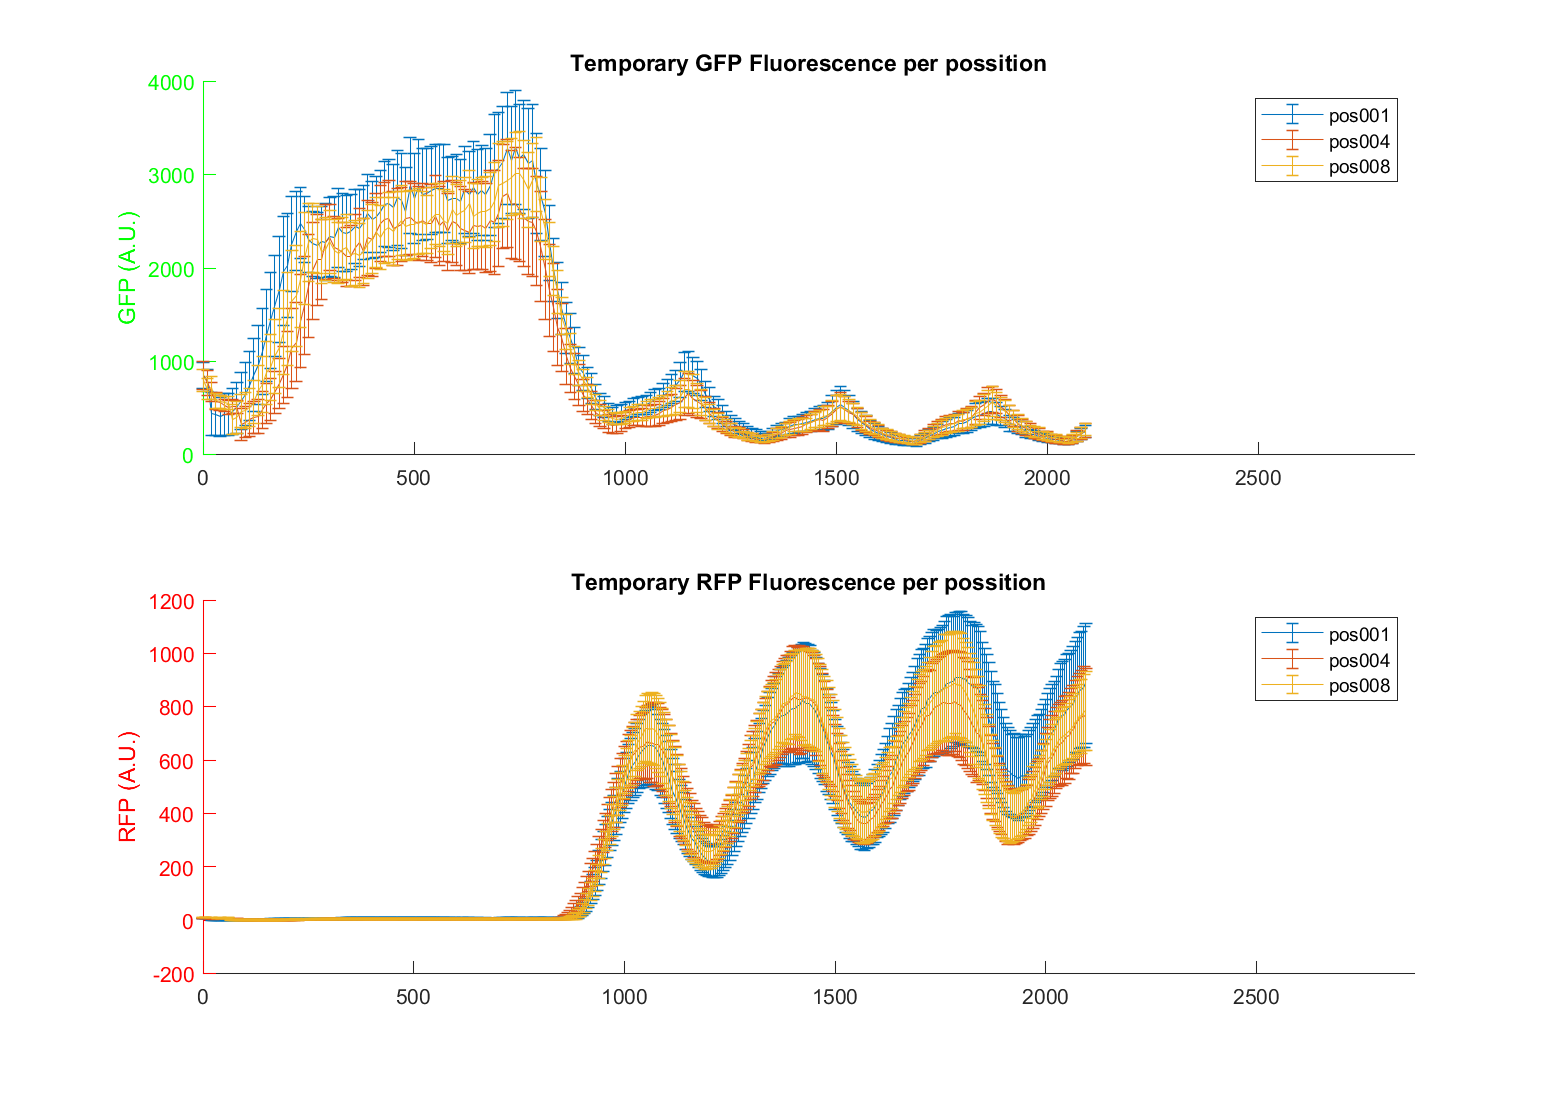 Temporary GFP Fluorescence per possition
4000
3000
2000
1000
0
GFP (A.U.)
pos001
pos004
pos008
0 500 1000 1500 2000 2500
Temporary RFP Fluorescence per possition
1200
1000
800
600
400
200
0
-200
RFP (A.U.)
pos001
pos004
pos008
0 500 1000 1500 2000 2500